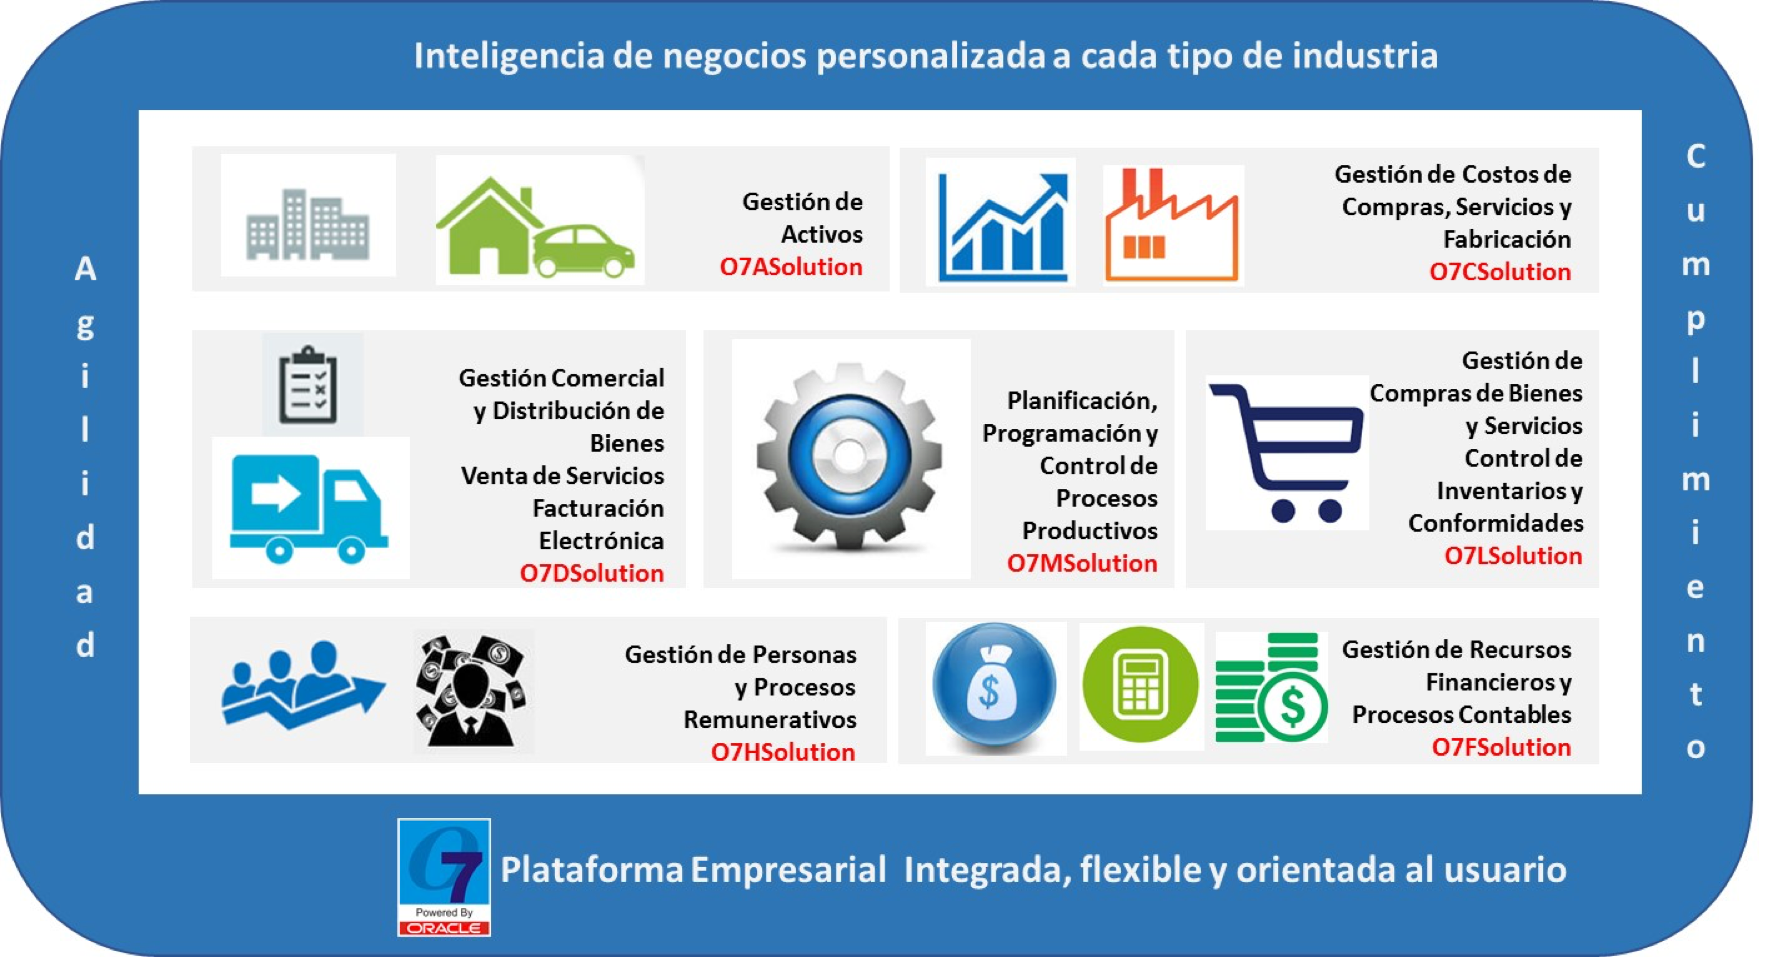 Inteligencia de negocios personalizada a cada tipo de industria
Agilidad
Gestión de
Activos
O7ASolution
Gestión de Costos de
Compras, Servicios y
Fabricación
O7CSolution
Gestión Comercial
y Distribución de
Bienes
Venta de Servicios
Facturación
Electrónica
O7DSolution
Planificación,
Programación y
Control de
Procesos
Productivos
O7MSolution
Gestión de
Compras de Bienes
y Servicios
Control de
Inventarios y
Conformidades
O7LSolution
Gestión de Personas
y Procesos
Remunerativos
O7HSolution
Gestión de Recursos
Financieros y
Procesos Contables
O7FSolution
Cumplimiento
O7
Powered By
ORACLE
Plataforma Empresarial Integrada, flexible y orientada al usuario